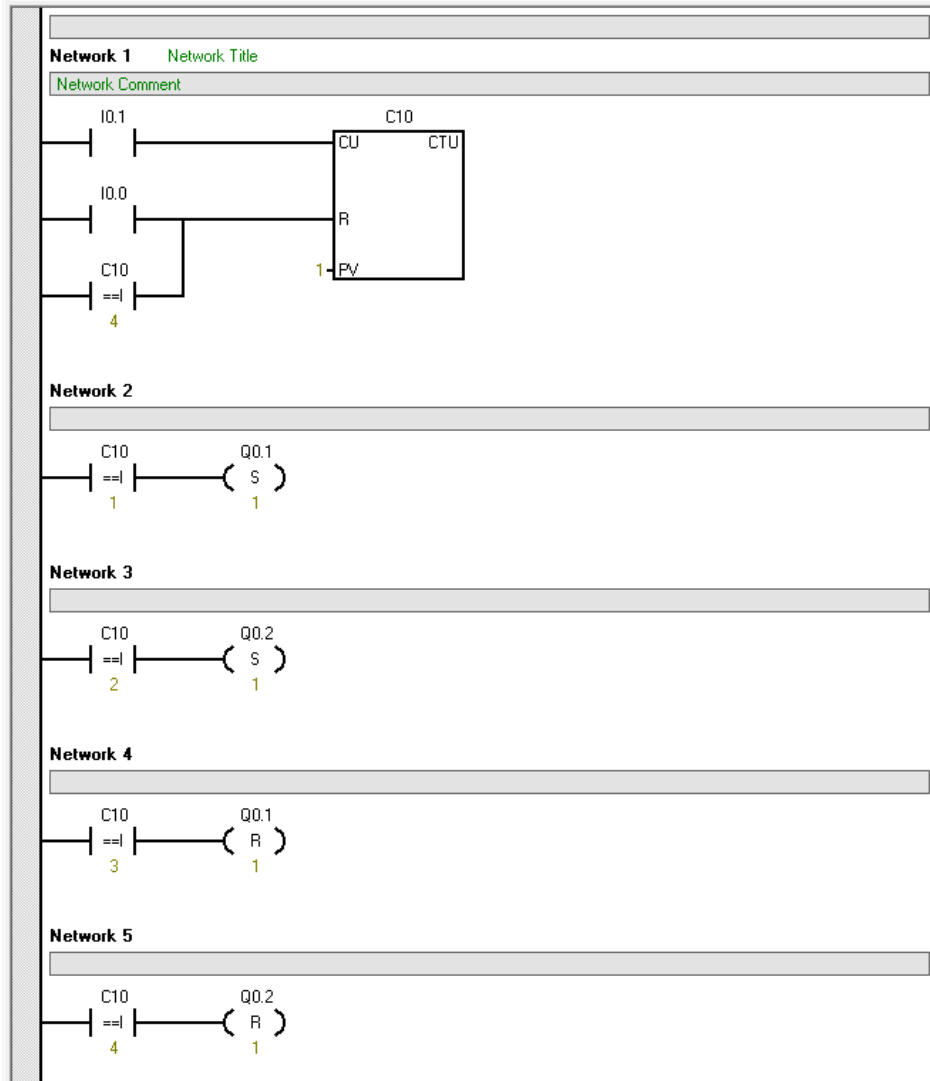 Network 1 Network Title
Network Comment
I0.1 C10
CU CTU
I0.0
R
C10 1 PV
==I
4
Network 2
C10 Q0.1
==I S
1 1
Network 3
C10 Q0.2
==I S
2 1
Network 4
C10 Q0.1
==I R
3 1
Network 5
C10 Q0.2
==I R
4 1